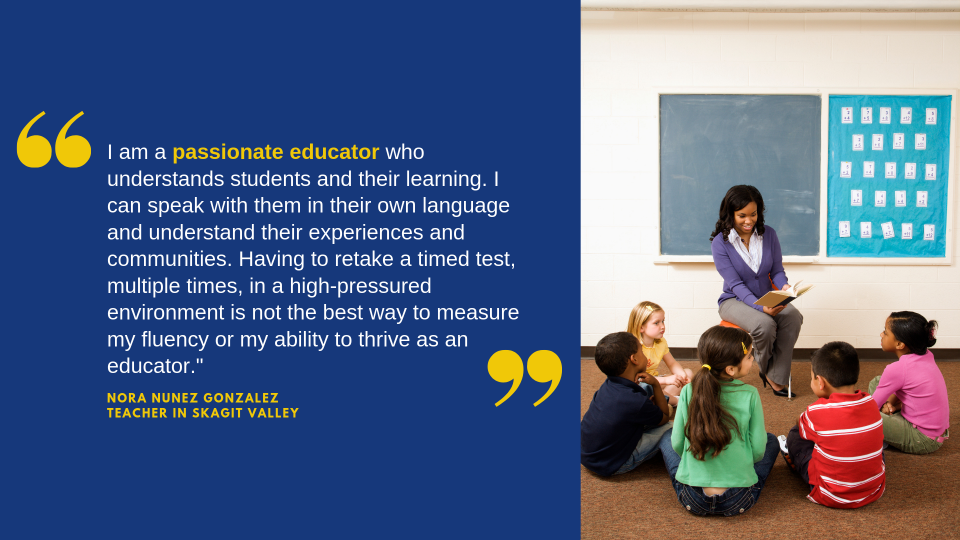 I am a passionate educator who
understands students and their learning. I
can speak with them in their own language
and understand their experiences and
communities. Having to retake a timed test,
multiple times, in a high-pressured
environment is not the best way to measure
my fluency or my ability to thrive as an
educator."
NORA NUNEZ GONZALEZ
TEACHER IN SKAGIT VALLEY